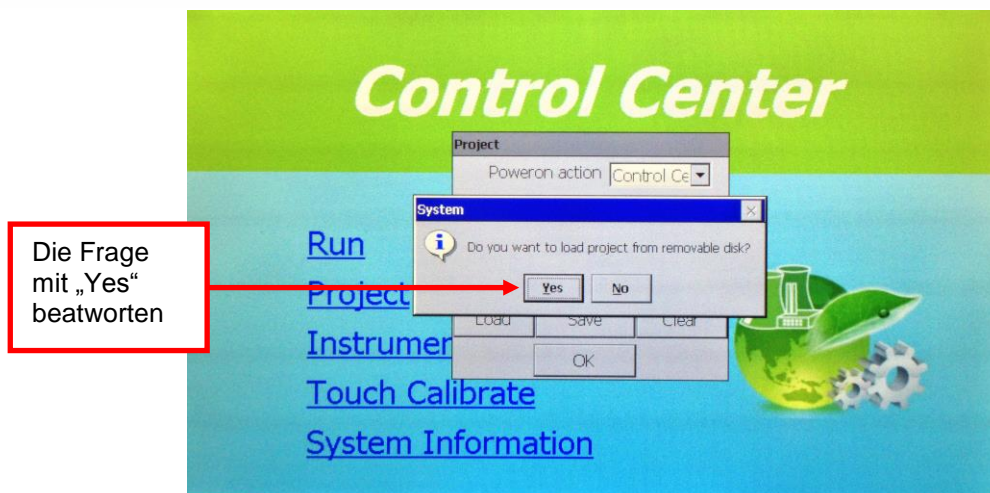 Control Center
Project
Poweron action Control Ce
System
Do you want to load project from removable disk?
Yes No
Load Save Clear
OK
Run
Project
Instrumen
Touch Calibrate
System Information
Die Frage
mit „Yes“
beatworten